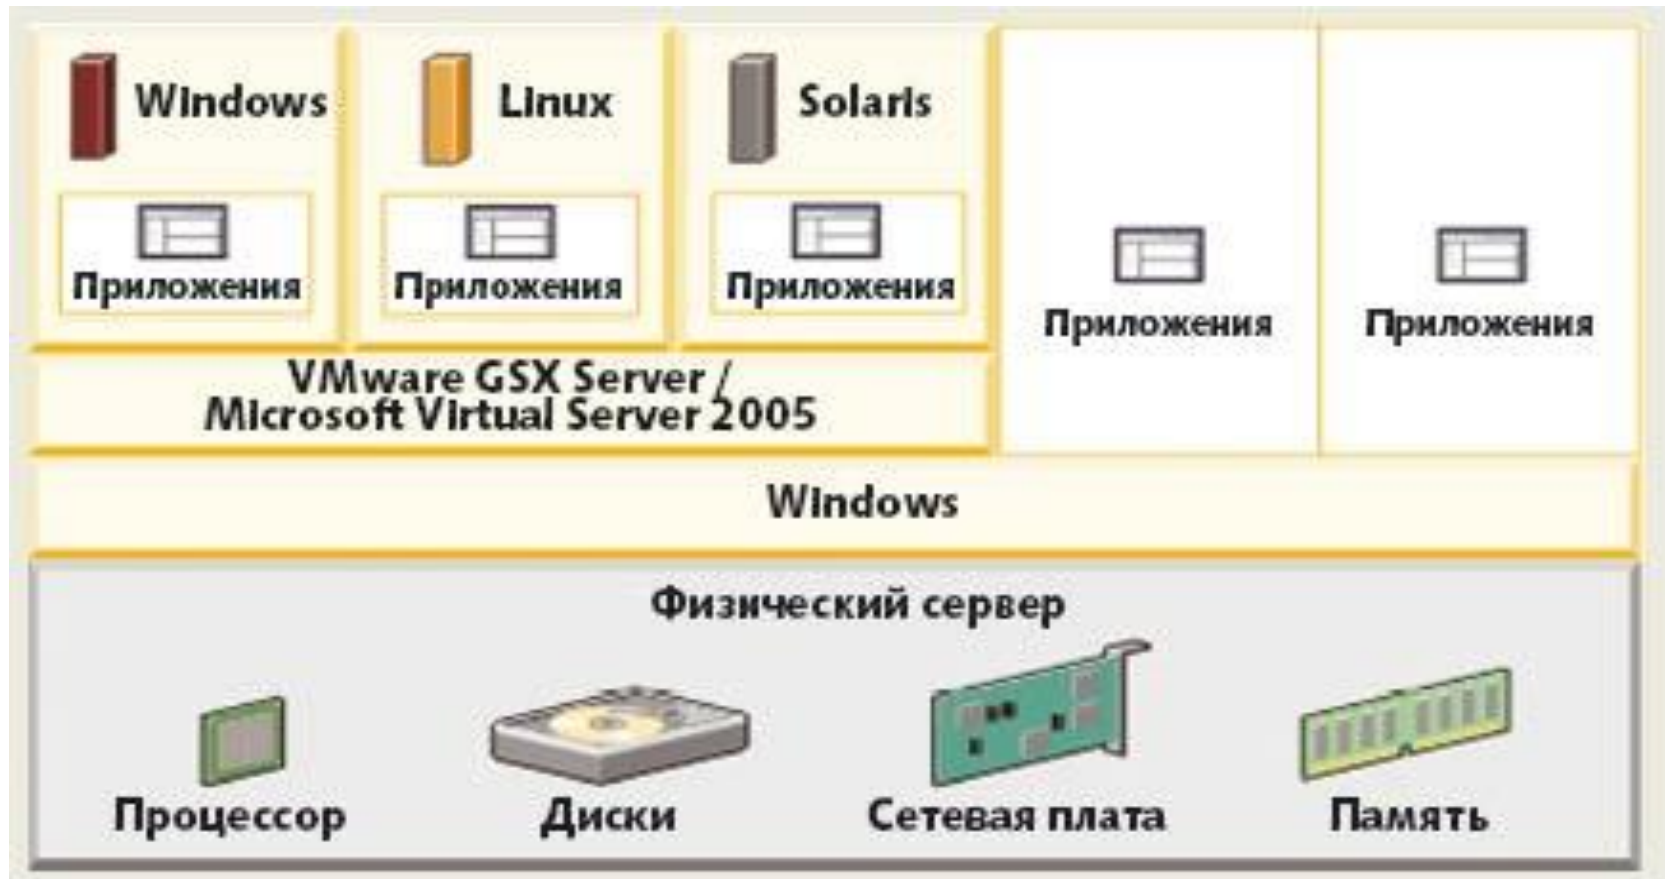 Windows
Linux
Solaris
Приложения
Приложения
Приложения
Приложения
Приложения
VMware GSX Server /
Microsoft Virtual Server 2005
Windows
Физический сервер
Процессор
Диски
Сетевая плата
Память